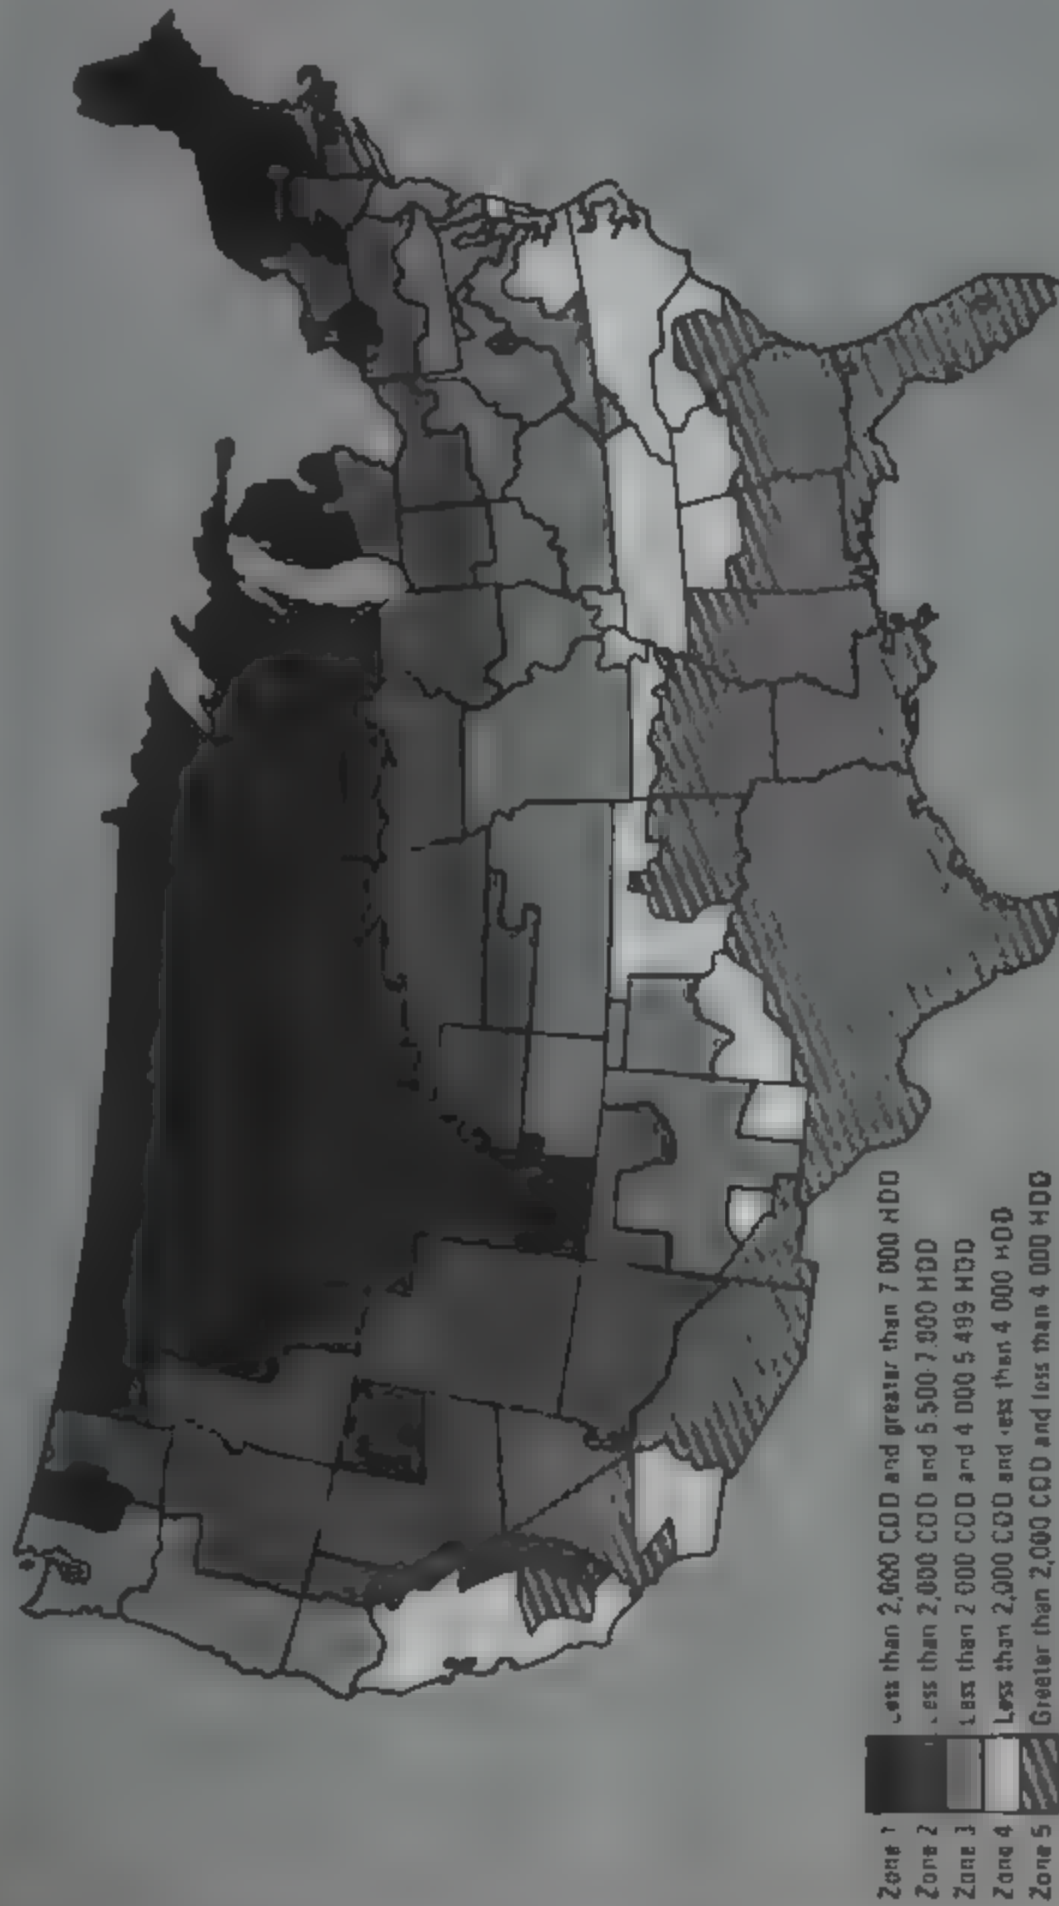 Zone 1 Less than 2,000 CDD and greater than 7 000 HDD
Zone 2 Less than 2,000 CDD and 5,500-7,000 HDD
Zone 3 Less than 2 000 CDD and 4 000 5,499 HDD
Zone 4 Less than 2,000 CDD and less than 4 000 HDD
Zone 5 Greater than 2,000 CDD and less than 4 000 HDD